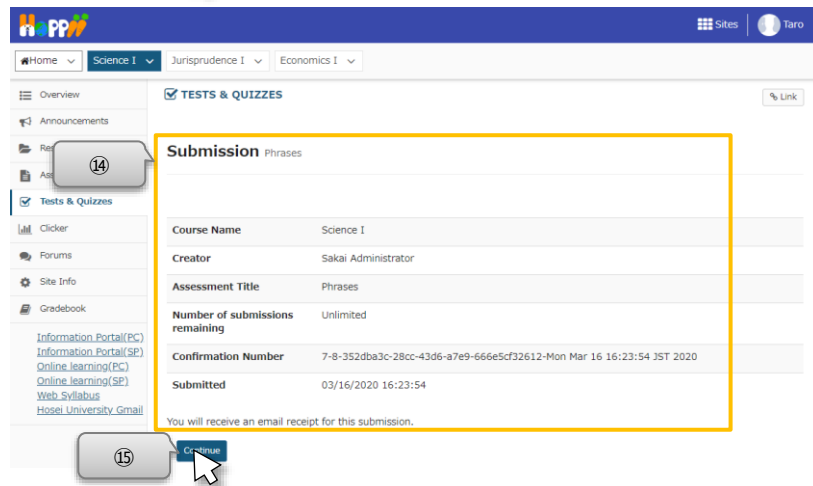 HOPPii
Sites
Taro
Home
Science I
Jurisprudence I
Economics I
Overview
TESTS & QUIZZES
Link
Announcements
Submission Phrases
⑭
Tests & Quizzes
Clicker
Course Name Science I
Forums
Creator Sakai Administrator
Site Info
Assessment Title Phrases
Gradebook
Number of submissions Unlimited
remaining
Information Portal(PC)
Information Portal(SP)
Online learning(PC)
Online learning(SP)
Web Syllabus
Hosei University Gmail
Confirmation Number 7-8-352dba3c-28cc-43d6-a7e9-666e5cf32612-Mon Mar 16 16:23:54 JST 2020
Submitted 03/16/2020 16:23:54
You will receive an email receipt for this submission.
⑮
Continue